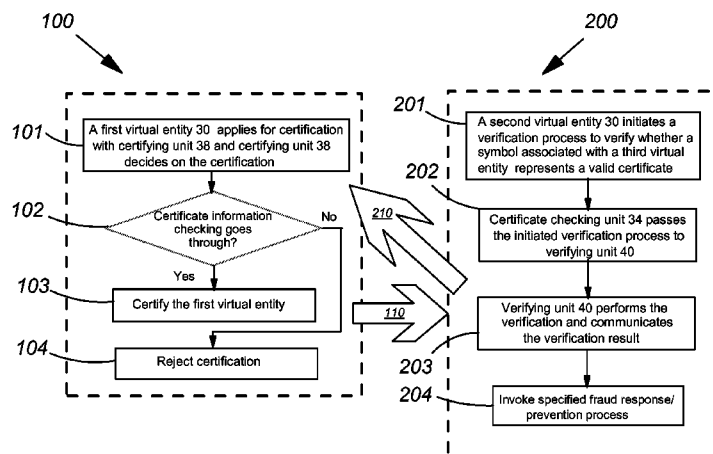 100
200
101
A first virtual entity 30 applies for certification
with certifying unit 38 and certifying unit 38
decides on the certification
102
Certificate information
checking goes
through?
No
Yes
103
Certify the first virtual entity
104
Reject certification
210
110
201
A second virtual entity 30 initiates a
verification process to verify whether a
symbol associated with a third virtual
entity represents a valid certificate
202
Certificate checking unit 34 passes
the initiated verification process to
verifying unit 40
Verifying unit 40 performs the
verification and communicates
the verification result
203
204
Invoke specified fraud response/
prevention process